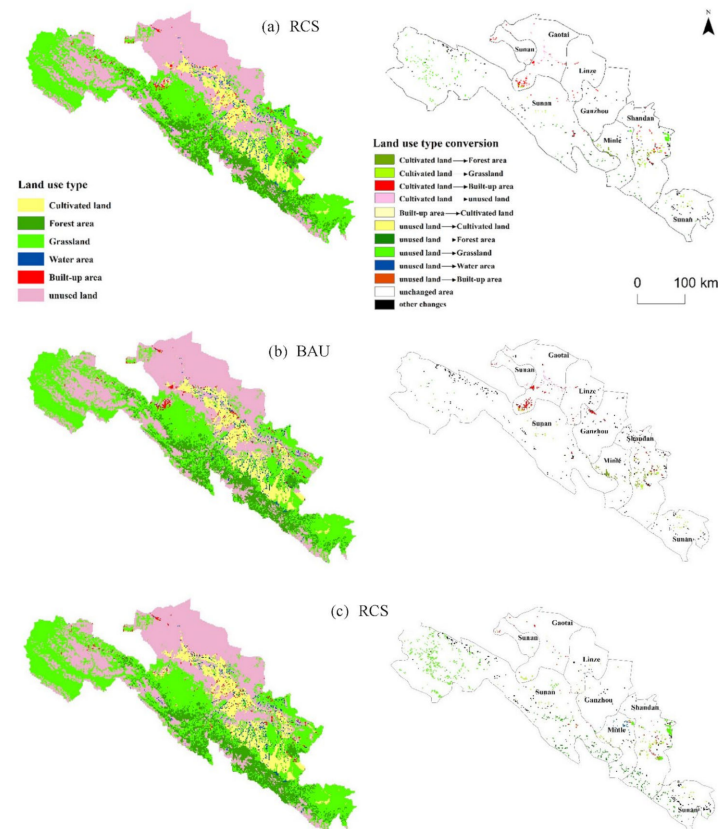 (a) RCS
N
Gaotai
Sunan
Linze
Sunan
Ganzhou
Shandan
Minle
Sunan
Land use type
Cultivated land
Forest area
Grassland
Water area
Built-up area
unused land
Land use type conversion
Cultivated land→Forest area
Cultivated land→Grassland
Cultivated land→Built-up area
Cultivated land→unused land
Built-up area→Cultivated land
unused land→Cultivated land
unused land→Forest area
unused land→Grassland
unused land→Water area
unused land→Built-up area
unchanged area
other changes
0 100 km
(b) BAU
Gaotai
Sunan
Linze
Sunan
Ganzhou
Shandan
Minle
Sunan
(c) RCS
Gaotai
Sunan
Linze
Sunan
Ganzhou
Shandan
Minle
Sunan